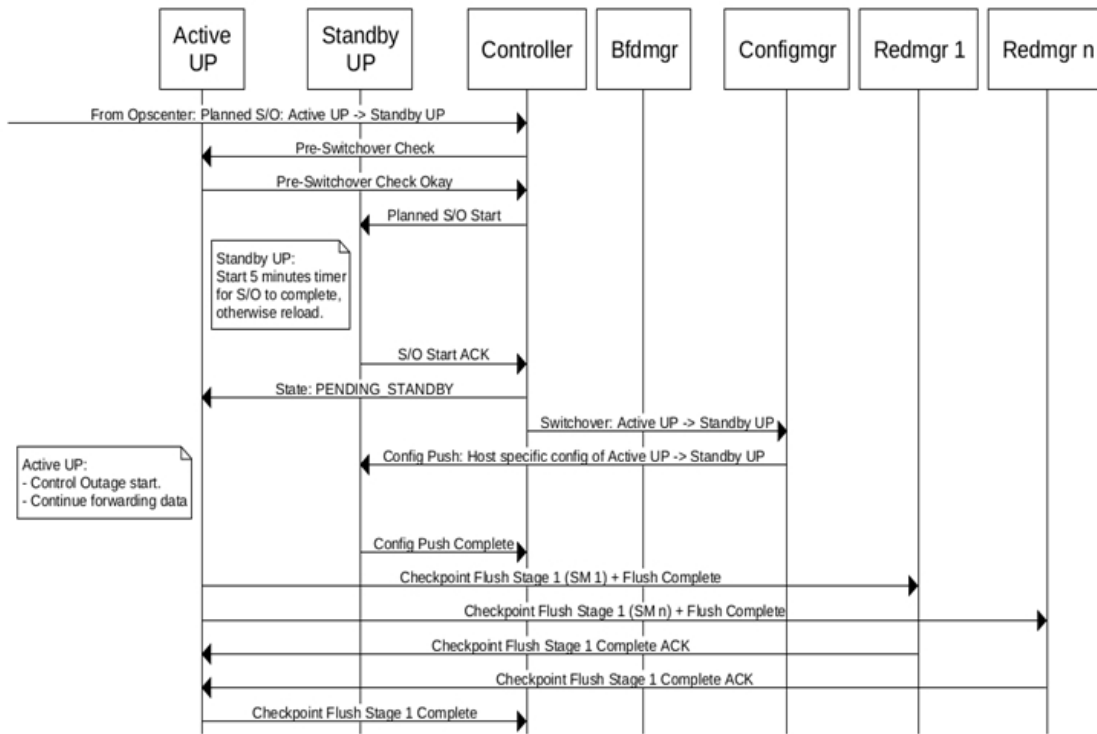 Active
UP
Standby
UP
Controller
Bfdmgr
Configmgr
Redmgr 1
Redmgr n
From Opscenter: Planned S/O: Active UP -> Standby UP
Pre-Switchover Check
Pre-Switchover Check Okay
Planned S/O Start
Standby UP:
Start 5 minutes timer
for S/O to complete,
otherwise reload.
S/O Start ACK
State: PENDING_STANDBY
Switchover: Active UP -> Standby UP
Config Push: Host specific config of Active UP -> Standby UP
Active UP:
- Control Outage start.
- Continue forwarding data
Config Push Complete
Checkpoint Flush Stage 1 (SM 1) + Flush Complete
Checkpoint Flush Stage 1 (SM n) + Flush Complete
Checkpoint Flush Stage 1 Complete ACK
Checkpoint Flush Stage 1 Complete ACK
Checkpoint Flush Stage 1 Complete